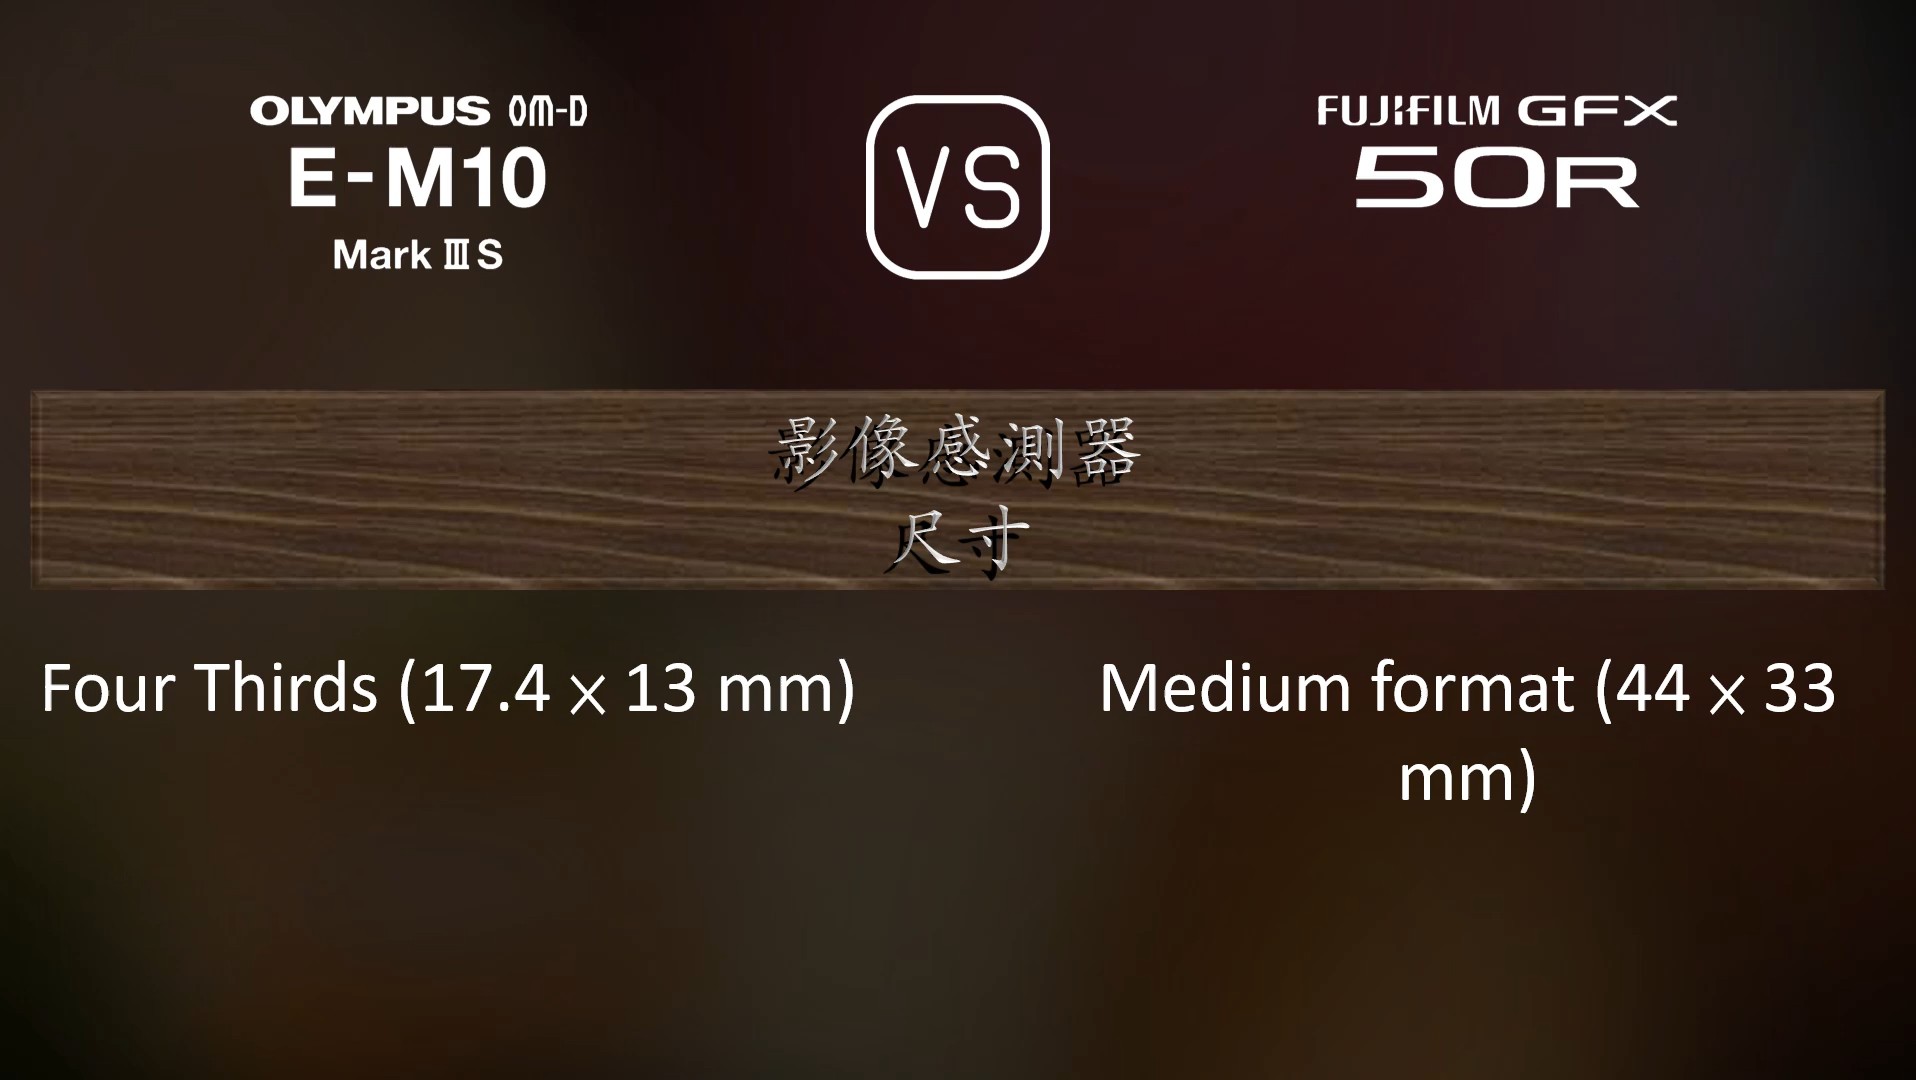 OLYMPUS OM-D
E-M10
Mark III S
VS
FUJIFILM GFX
50R
影像感測器
尺寸
Four Thirds (17.4 x 13 mm)
Medium format (44 x 33
mm)